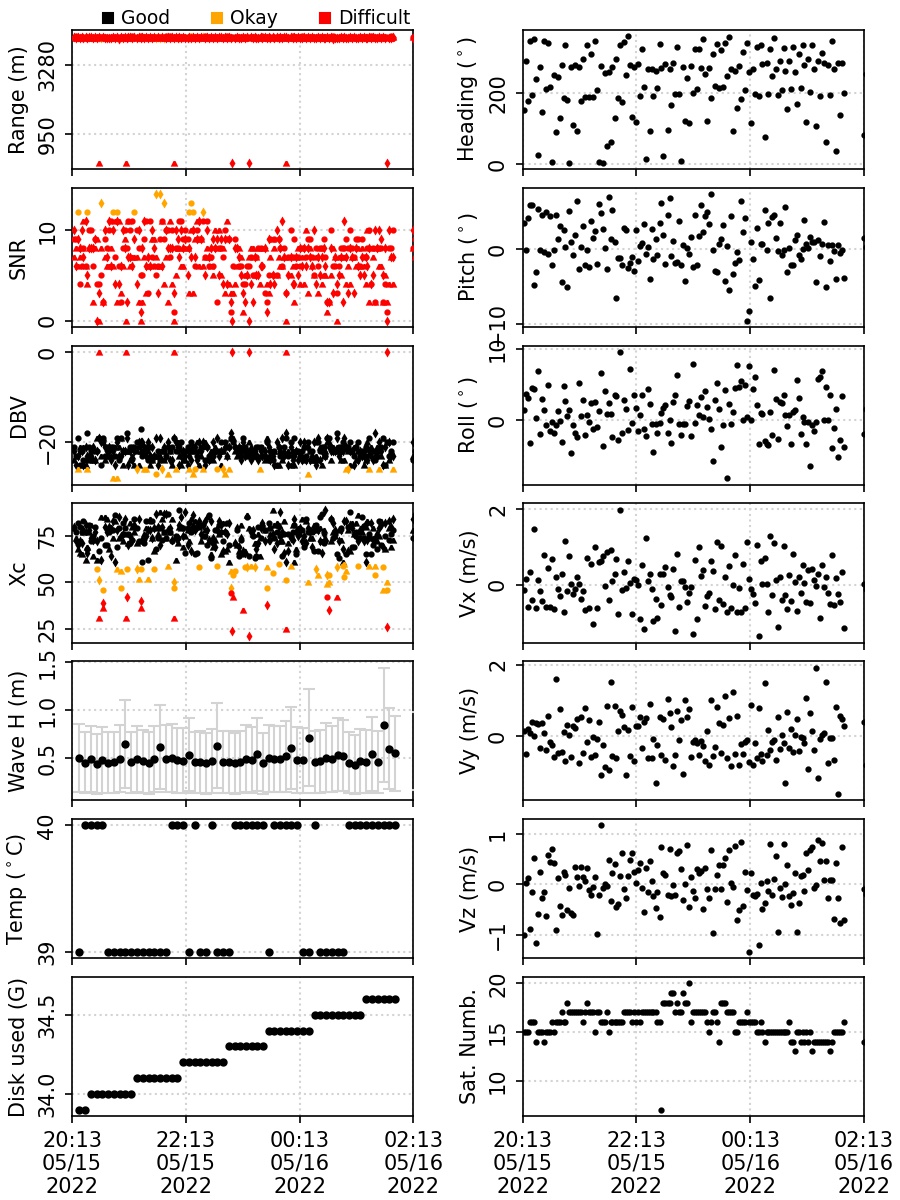 Good Okay Difficult
Range (m)
3280
950
Heading (°)
200
0
SNR
10
0
Pitch (°)
0
−10
DBV
0
−20
Roll (°)
10
0
Xc
75
50
25
Vx (m/s)
2
0
Wave H (m)
1.5
1.0
0.5
Vy (m/s)
2
0
Temp (°C)
40
39
Vz (m/s)
1
0
−1
Disk used (G)
34.5
34.0
Sat. Numb.
20
15
10
20:13 22:13 00:13 02:13
05/15 05/15 05/16 05/16
2022 2022 2022 2022
20:13 22:13 00:13 02:13
05/15 05/15 05/16 05/16
2022 2022 2022 2022